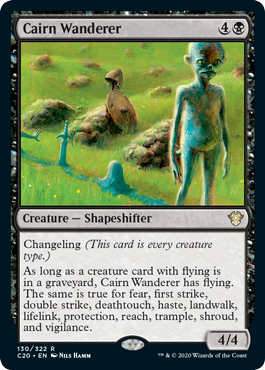 Cairn Wanderer 4
Creature — Shapeshifter
Changeling (This card is every creature
type.)
As long as a creature card with flying is
in a graveyard, Cairn Wanderer has flying.
The same is true for fear, first strike,
double strike, deathtouch, haste, landwalk,
lifelink, protection, reach, trample, shroud,
and vigilance.
4/4
130/322 R
C20 • EN Nils Hamm
™ & © 2020 Wizards of the Coast